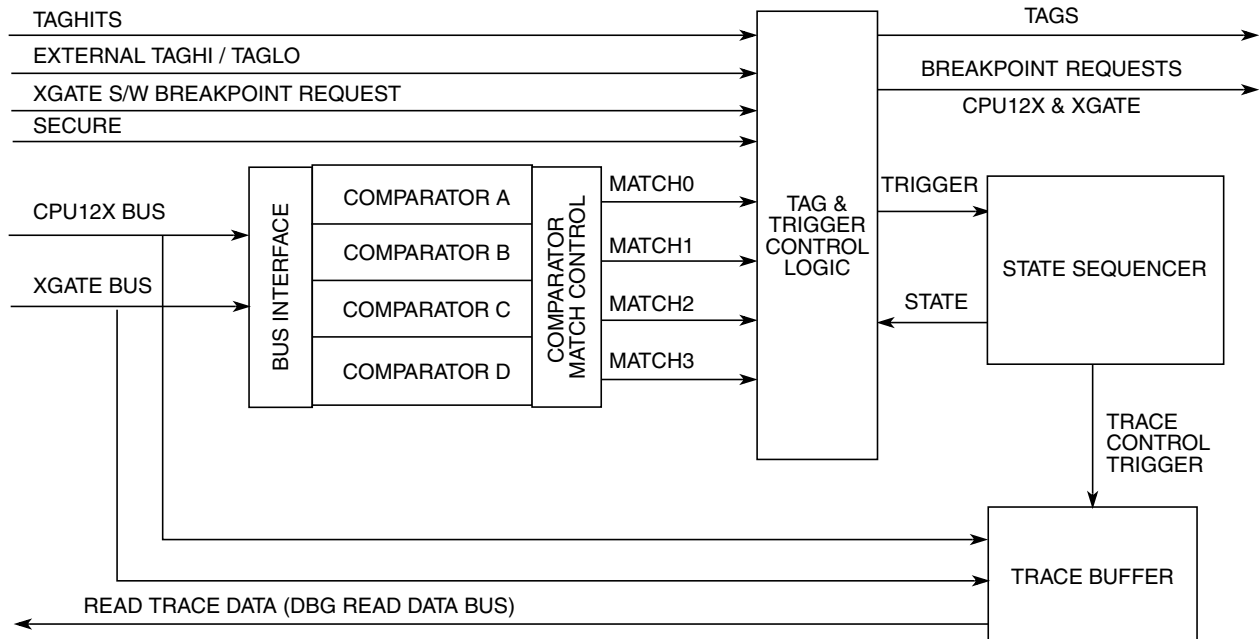 TAGHITS
EXTERNAL TAGHI / TAGLO
XGATE S/W BREAKPOINT REQUEST
SECURE
TAGS
BREAKPOINT REQUESTS
CPU12X & XGATE
CPU12X BUS
XGATE BUS
BUS INTERFACE
COMPARATOR A
COMPARATOR B
COMPARATOR C
COMPARATOR D
COMPARATOR
MATCH CONTROL
MATCH0
MATCH1
MATCH2
MATCH3
TAG &
TRIGGER
CONTROL
LOGIC
TRIGGER
STATE
STATE SEQUENCER
TRACE
CONTROL
TRIGGER
TRACE BUFFER
READ TRACE DATA (DBG READ DATA BUS)